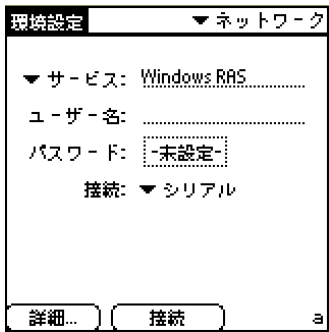 環境設定 ▼ ネットワーク
▼ サービス: Windows RAS
ユーザー名:
パスワード: -未設定-
接続: ▼ シリアル
詳細... 接続 a